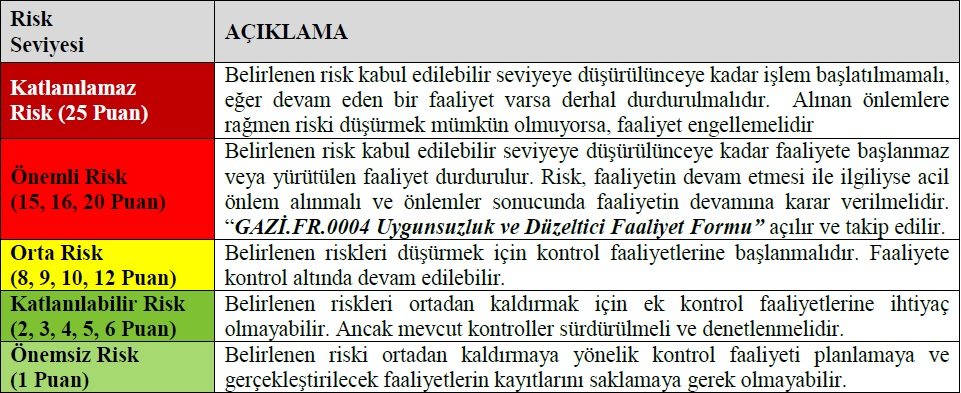 Risk
Seviyesi
AÇIKLAMA
Katlanılamaz
Risk (25 Puan)
Belirlenen risk kabul edilebilir seviyeye düşürülünceye kadar işlem başlatılmamalı,
eğer devam eden bir faaliyet varsa derhal durdurulmalıdır.  Alınan önlemlere
rağmen riski düşürmek mümkün olmuyorsa, faaliyet engellemelidir
Önemli Risk
(15, 16, 20 Puan)
Belirlenen risk kabul edilebilir seviyeye düşürülünceye kadar faaliyete başlanmaz
veya yürütülen faaliyet durdurulur. Risk, faaliyetin devam etmesi ile ilgiliyse acil
önlem alınmalı ve önlemler sonucunda faaliyetin devamına karar verilmelidir.
“GAZİ.FR.0004 Uygunsuzluk ve Düzeltici Faaliyet Formu” açılır ve takip edilir.
Orta Risk
(8, 9, 10, 12 Puan)
Belirlenen riskleri düşürmek için kontrol faaliyetlerine başlanmalıdır. Faaliyete
kontrol altında devam edilebilir.
Katlanılabilir Risk
(2, 3, 4, 5, 6 Puan)
Belirlenen riskleri ortadan kaldırmak için ek kontrol faaliyetlerine ihtiyaç
olmayabilir. Ancak mevcut kontroller sürdürülmeli ve denetlenmelidir.
Önemsiz Risk
(1 Puan)
Belirlenen riski ortadan kaldırmaya yönelik kontrol faaliyeti planlamaya ve
gerçekleştirilecek faaliyetlerin kayıtlarını saklamaya gerek olmayabilir.